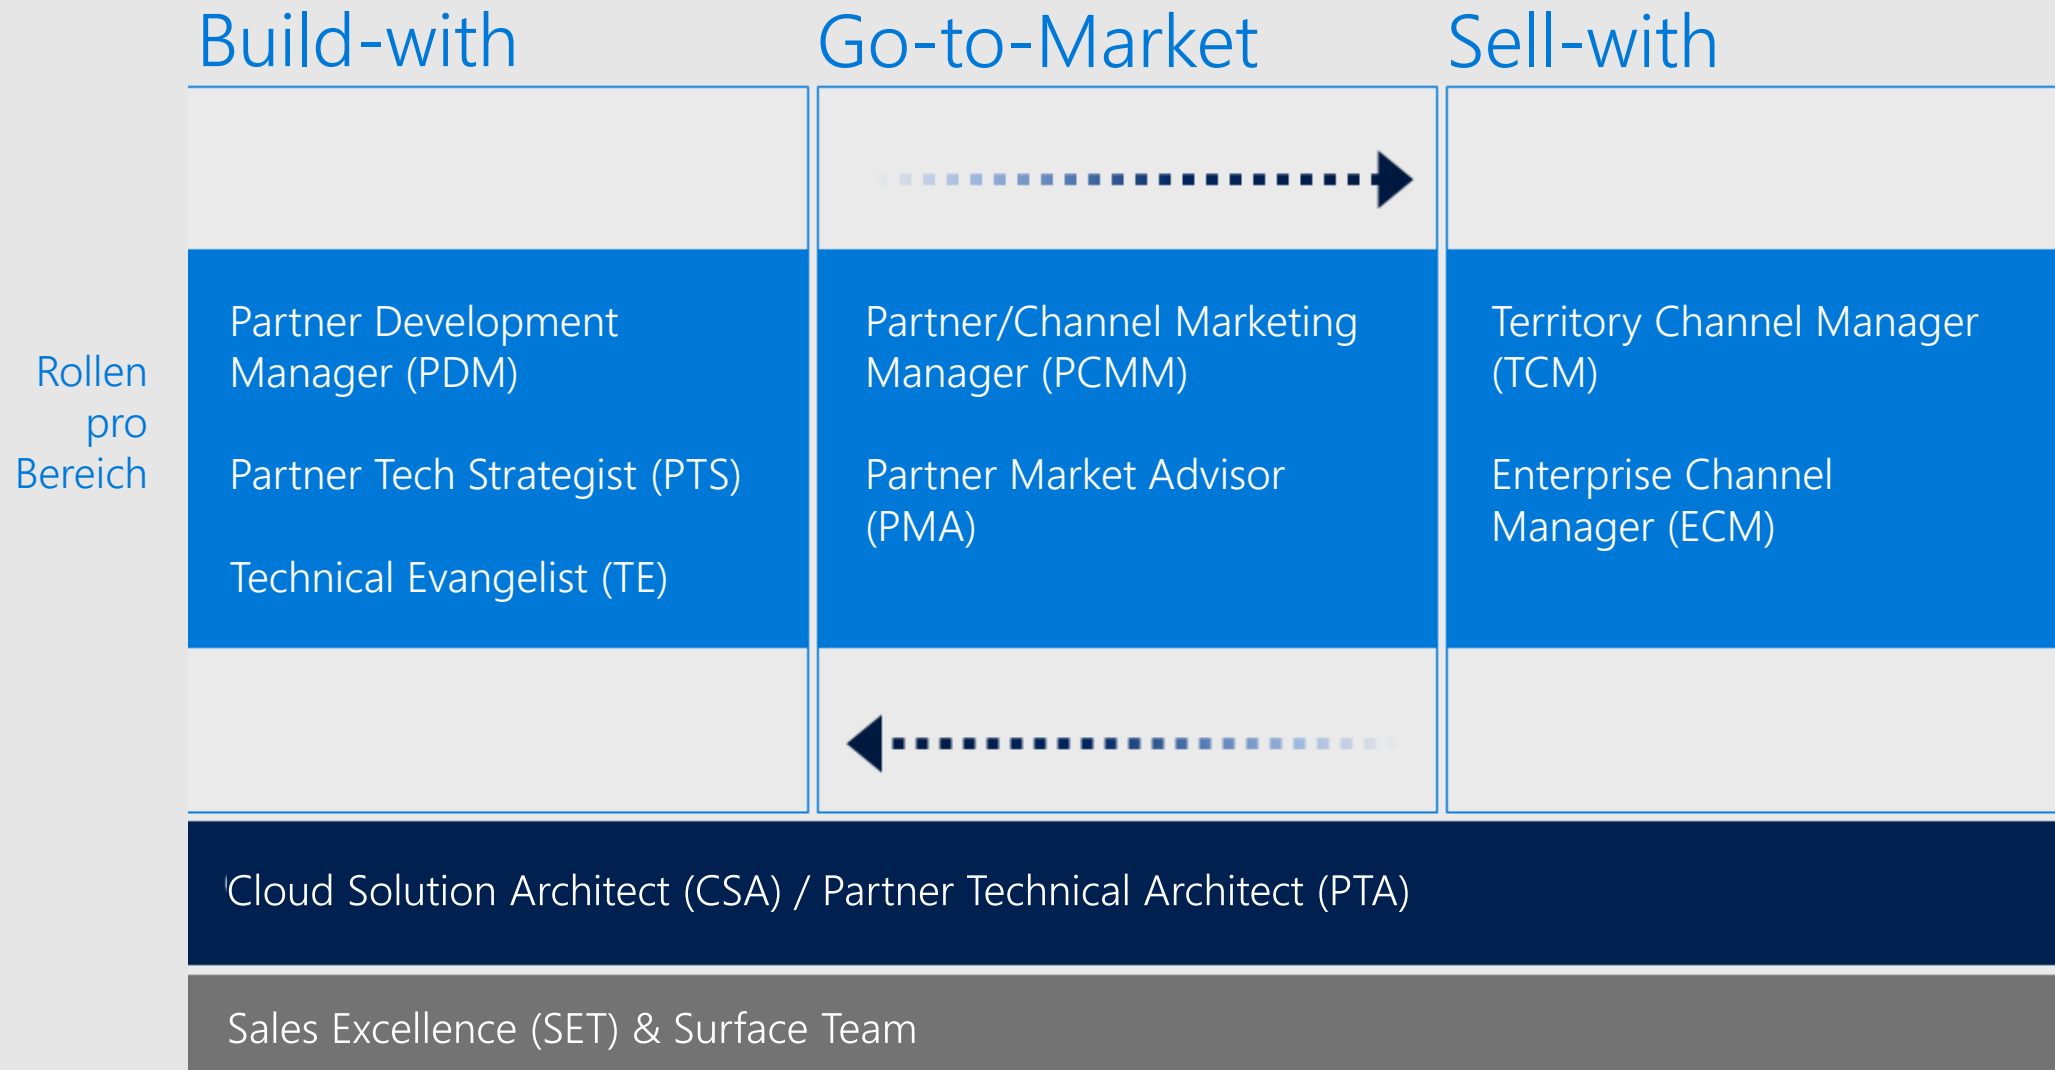 Build-with
Go-to-Market
Sell-with
Rollen
pro
Bereich
Partner Development
Manager (PDM)
Partner Tech Strategist (PTS)
Technical Evangelist (TE)
Partner/Channel Marketing
Manager (PCMM)
Partner Market Advisor
(PMA)
Territory Channel Manager
(TCM)
Enterprise Channel
Manager (ECM)
Cloud Solution Architect (CSA) / Partner Technical Architect (PTA)
Sales Excellence (SET) & Surface Team